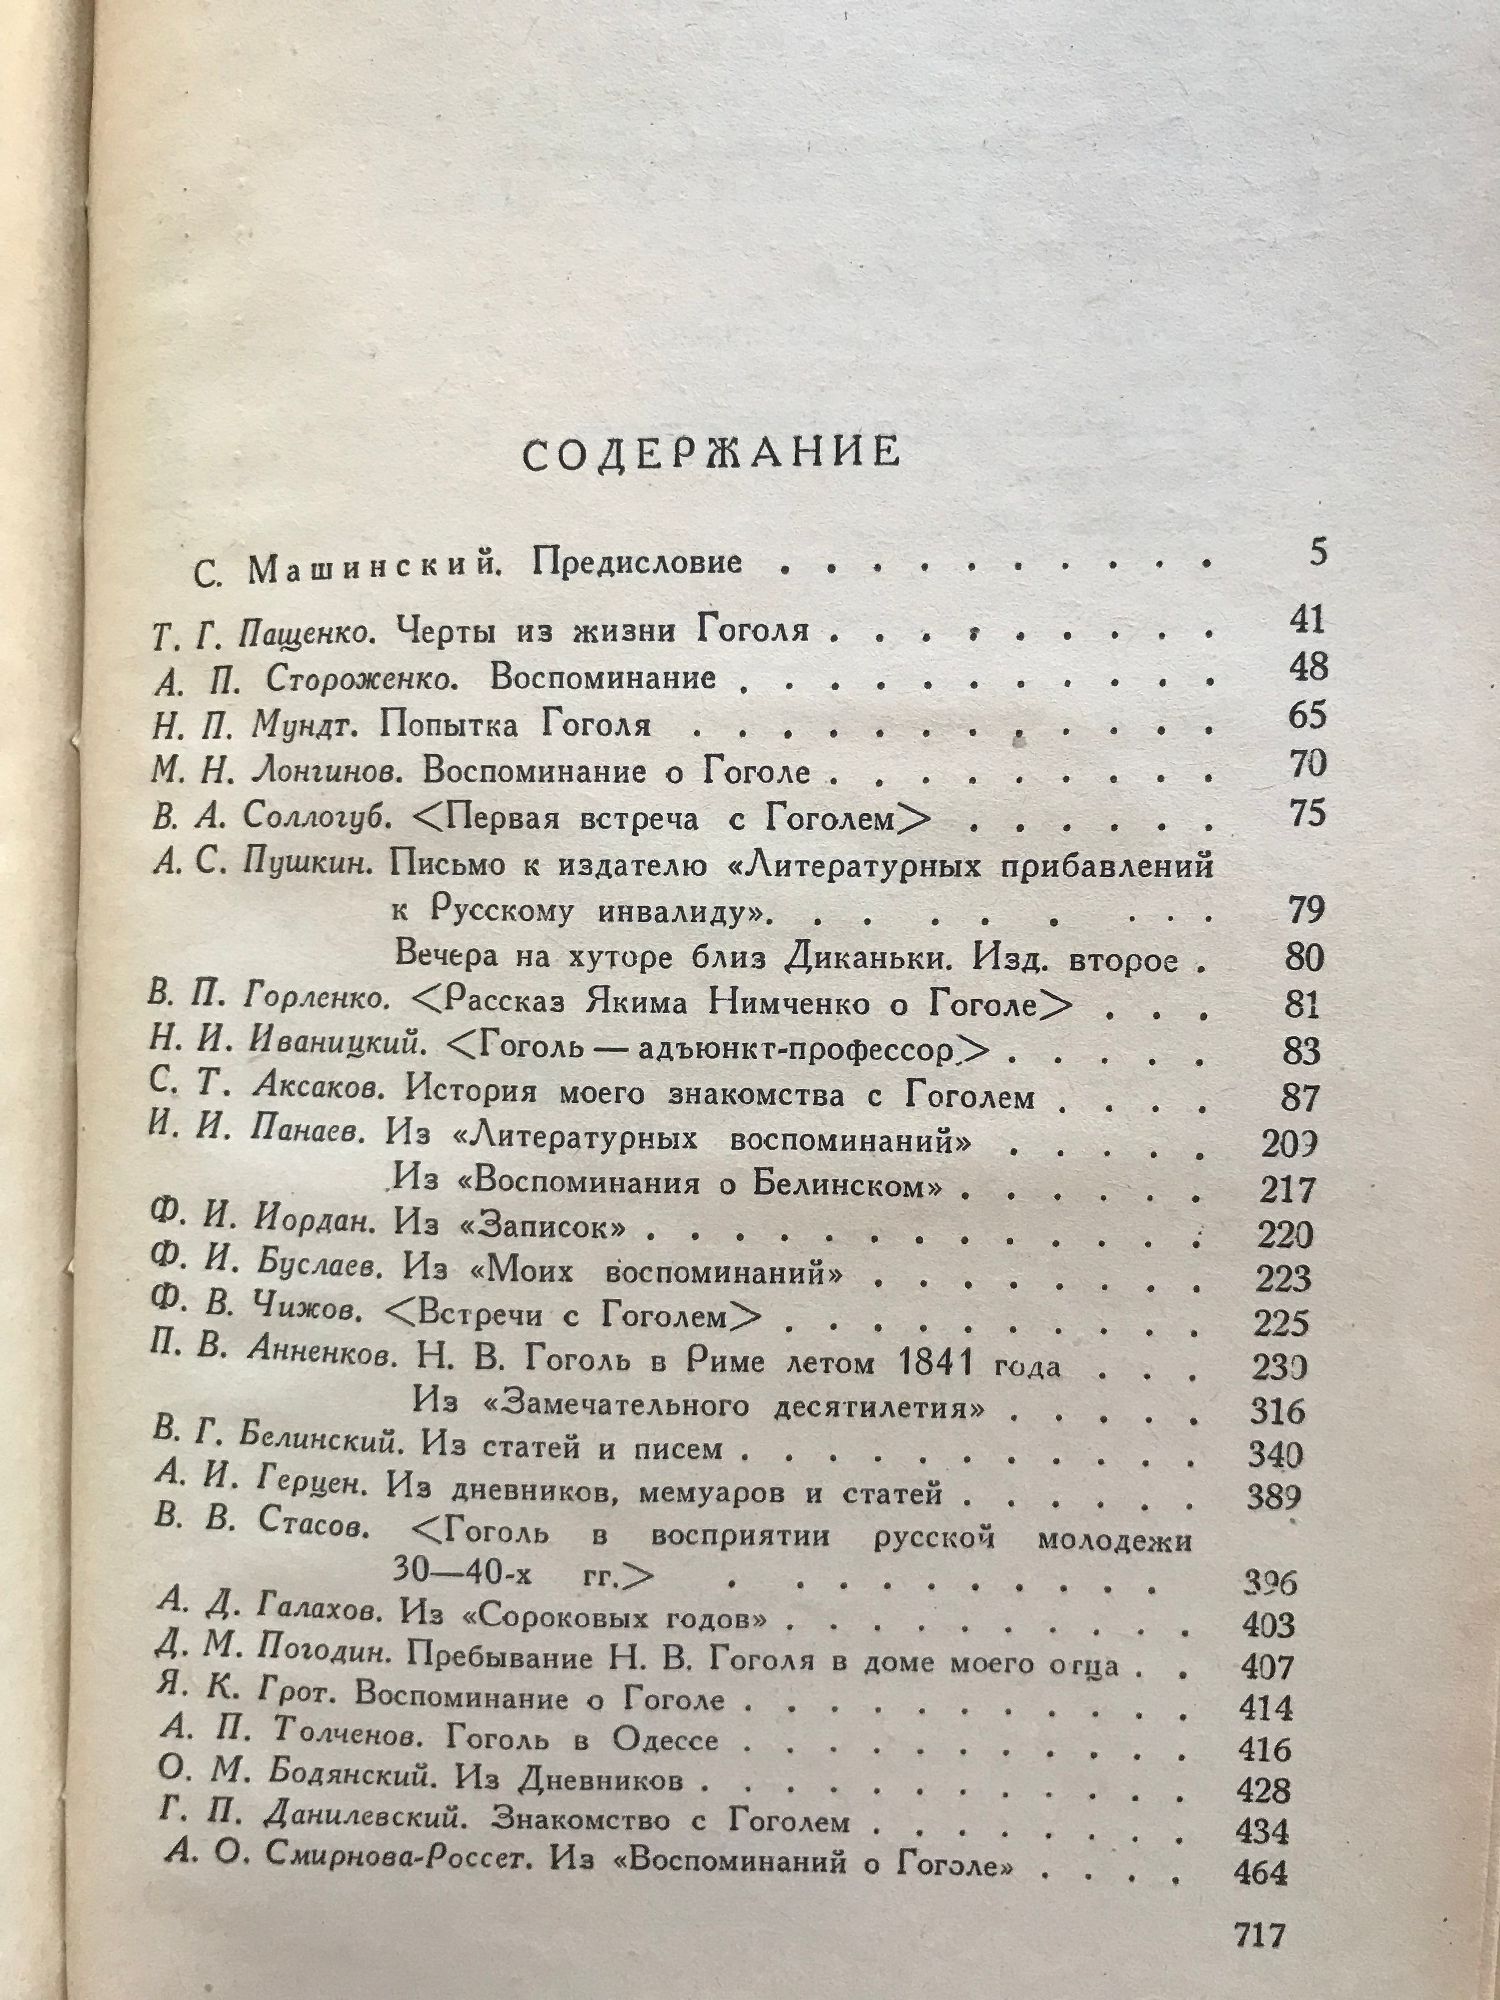 СОДЕРЖАНИЕ
С. Машинский. Предисловие . . . . . . . . . . 5
Т. Г. Пащенко. Черты из жизни Гоголя . . . . . . . . . 41
А. П. Стороженко. Воспоминание . . . . . . . . . . . 48
Н. П. Мундт. Попытка Гоголя . . . . . . . . . . . . 65
М. Н. Лонгинов. Воспоминание о Гоголе . . . . . . . . . 70
В. А. Соллогуб. <Первая встреча с Гоголем> . . . . . . 75
А. С. Пушкин. Письмо к издателю «Литературных прибавлений
к Русскому инвалиду». . . . . . . . . 79
Вечера на хуторе близ Диканьки. Изд. второе . 80
В. П. Горленко. <Рассказ Якима Нимченко о Гоголе> . . . 81
Н. И. Иваницкий. <Гоголь — адъюнкт-профессор> . . . . . 83
С. Т. Аксаков. История моего знакомства с Гоголем . . . . 87
И. И. Панаев. Из «Литературных воспоминаний» . . . . . 209
Из «Воспоминания о Белинском» . . . . . . 217
Ф. И. Иордан. Из «Записок» . . . . . . . . . . . . . 220
Ф. И. Буслаев. Из «Моих воспоминаний» . . . . . . . . 223
Ф. В. Чижов. <Встречи с Гоголем> . . . . . . . . . . 225
П. В. Анненков. Н. В. Гоголь в Риме летом 1841 года . . . 230
Из «Замечательного десятилетия» . . . . . 316
В. Г. Белинский. Из статей и писем . . . . . . . . . . . 340
А. И. Герцен. Из дневников, мемуаров и статей . . . . . . 389
В. В. Стасов. <Гоголь в восприятии русской молодежи
30—40-х гг.> . . . . . . . . . . 396
А. Д. Галахов. Из «Сороковых годов» . . . . . . . . . . 403
Д. М. Погодин. Пребывание Н. В. Гоголя в доме моего отца . . 407
Я. К. Грот. Воспоминание о Гоголе . . . . . . . . . . . 414
А. П. Толченов. Гоголь в Одессе . . . . . . . . . . . 416
О. М. Бодянский. Из Дневников . . . . . . . . . . . . 428
Г. П. Данилевский. Знакомство с Гоголем . . . . . . . . 434
А. О. Смирнова-Россет. Из «Воспоминаний о Гоголе» . . . . 464
717